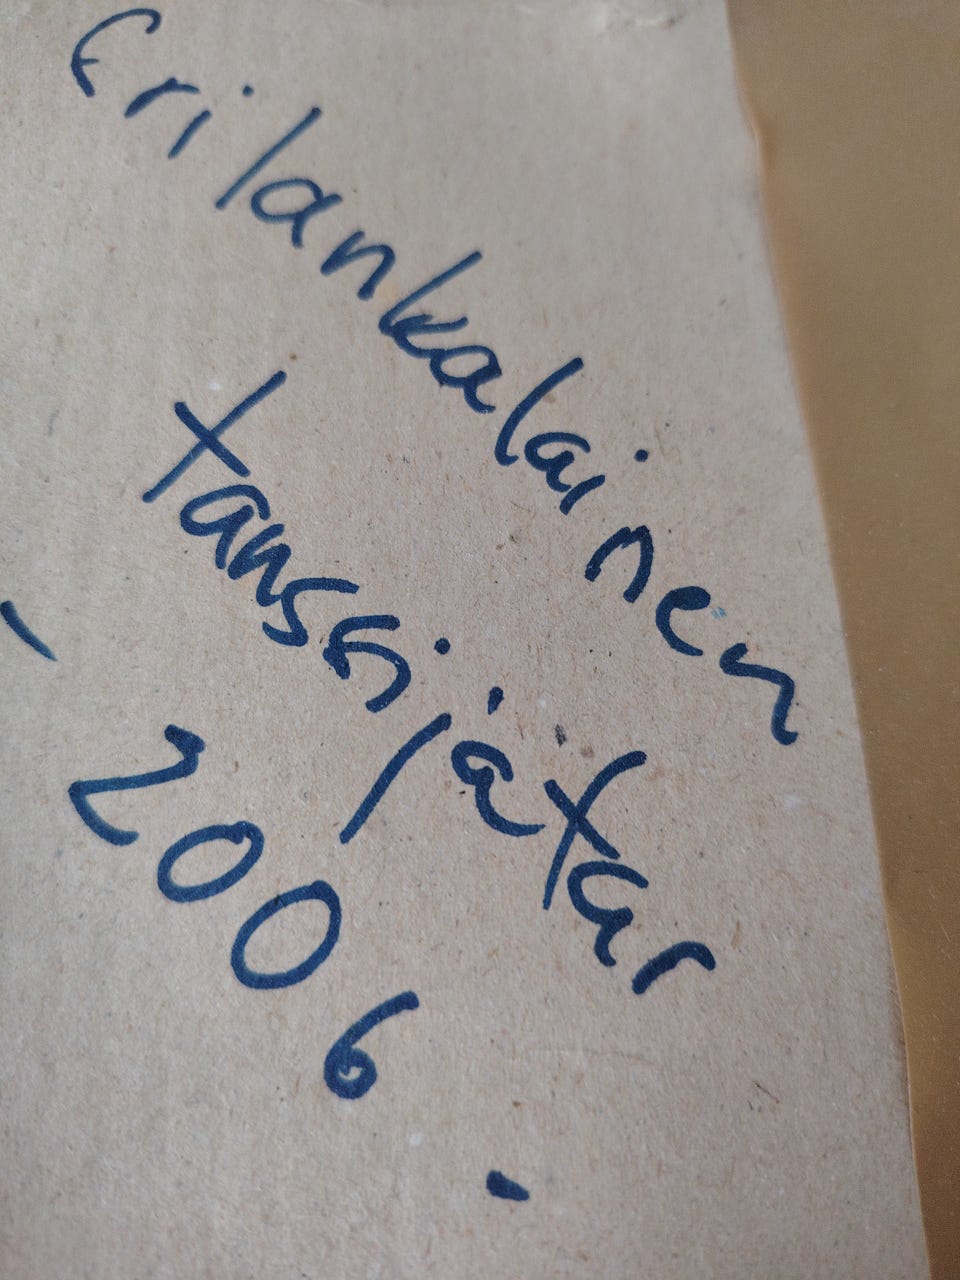 Srilankalainen
tanssijatar
- 2006 -